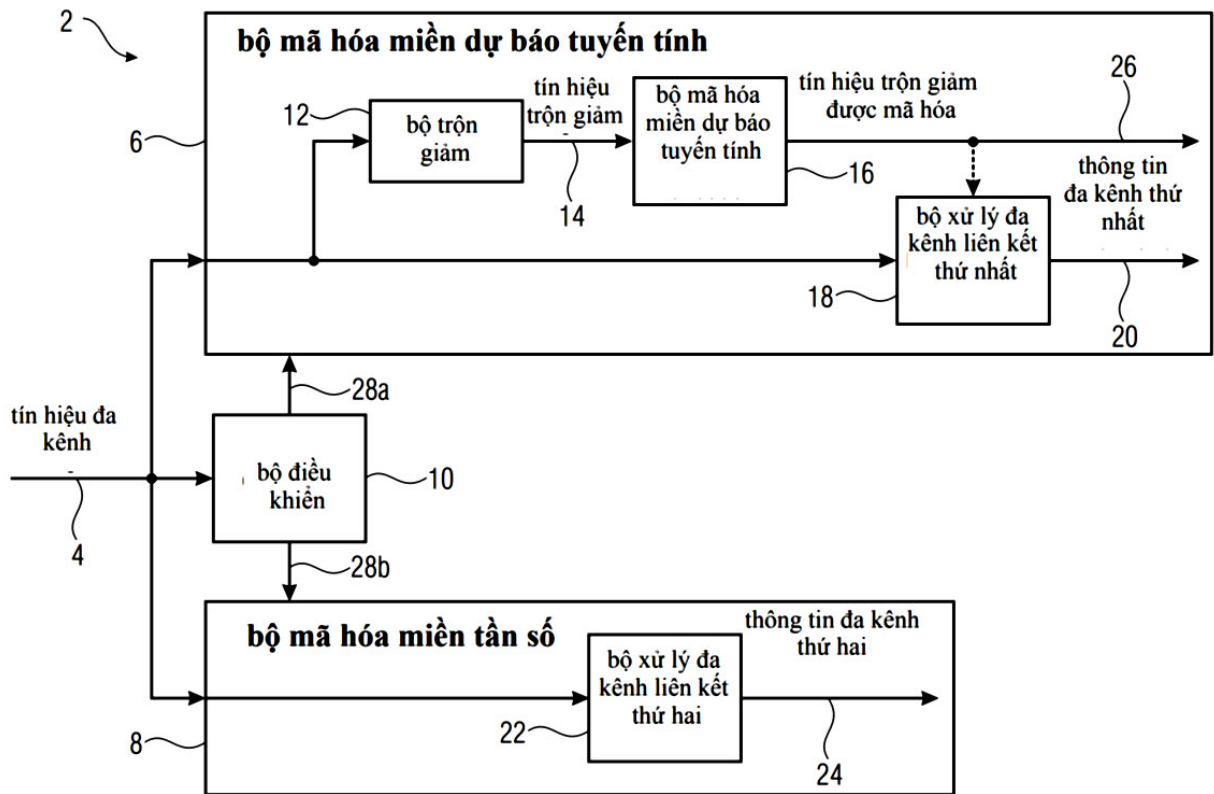 2
bộ mã hóa miền dự báo tuyến tính
12
bộ trộn
giảm
tín hiệu
trộn giảm
14
bộ mã hóa
miền dự báo
tuyến tính
16
tín hiệu trộn giảm
được mã hóa
26
6
thông tin
đa kênh thứ
nhất
bộ xử lý đa
kênh liên kết
thứ nhất
18
20
28a
tín hiệu đa
kênh
4
bộ điều
khiển
10
28b
bộ mã hóa miền tần số
bộ xử lý đa
kênh liên kết
thứ hai
22
thông tin đa kênh
thứ hai
24
8